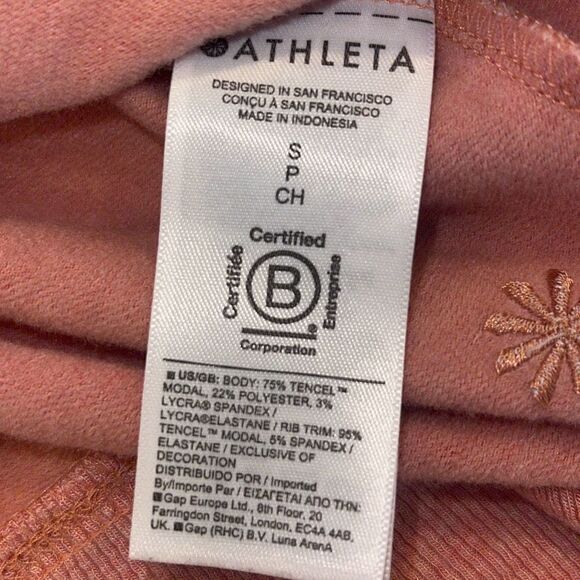 ATHLETA
DESIGNED IN SAN FRANCISCO
CONÇU À SAN FRANCISCO
MADE IN INDONESIA
S
P
CH
Certified
Certifiée
B
Entreprise
®
Corporation
US/GB: BODY: 75% TENCEL™
MODAL, 22% POLYESTER, 3%
LYCRA® SPANDEX /
LYCRA®ELASTANE / RIB TRIM: 95%
TENCEL™ MODAL, 5% SPANDEX /
ELASTANE / EXCLUSIVE OF
DECORATION
DISTRIBUIDO POR / Imported
By/Importe Par / ΕΙΣΑΓΕΤΑΙ ΑΠΟ ΤΗΝ:
Gap Europe Ltd., 8th Floor, 20
Farringdon Street, London. EC4A 4AB,
UK. Gap (RHC) B.V. Luna ArenA